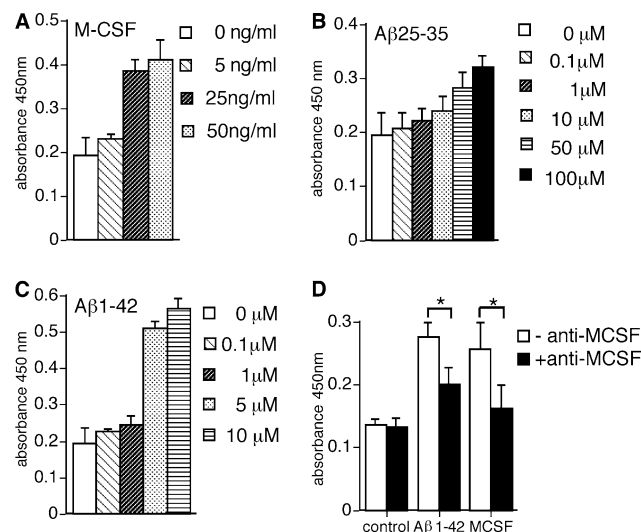 A
M-CSF
absorbance 450nm
0.5
0.4
0.3
0.2
0.1
0
0 ng/ml
5 ng/ml
25ng/ml
50ng/ml
B
Aβ25-35
absorbance 450 nm
0.4
0.3
0.2
0.1
0
0 μM
0.1μM
1μM
10 μM
50 μM
100μM
C
Aβ1-42
absorbance 450 nm
0.6
0.5
0.4
0.3
0.2
0.1
0
0 μM
0.1μM
1μM
5 μM
10 μM
D
absorbance 450nm
0.3
0.2
0.1
0
* *
- anti-MCSF
+anti-MCSF
control Aβ1-42 MCSF